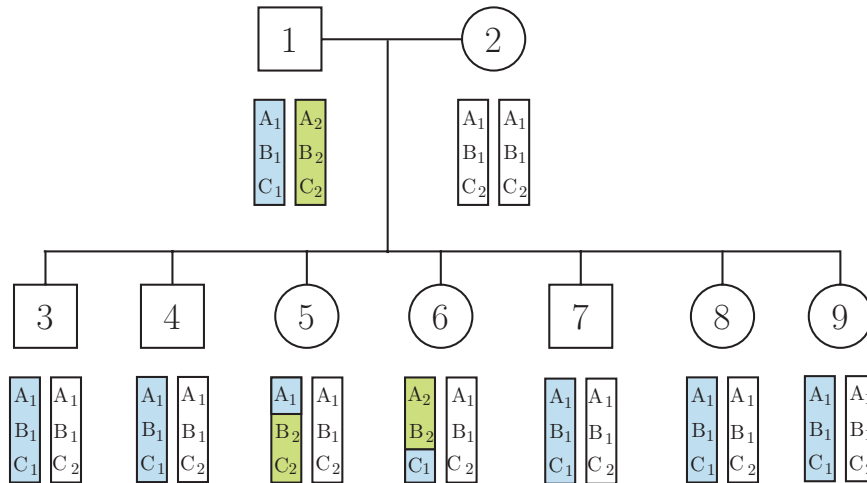 1 2
A₁ A₂ A₁ A₁
B₁ B₂ B₁ B₁
C₁ C₂ C₂ C₂
3 4 5 6 7 8 9
A₁ A₁ A₁ A₁ A₁ A₁ A₂ A₁ A₁ A₁ A₁ A₁ A₁ A₁
B₁ B₁ B₁ B₁ B₂ B₁ B₂ B₁ B₁ B₁ B₁ B₁ B₁ B₁
C₁ C₂ C₁ C₂ C₂ C₂ C₁ C₂ C₁ C₂ C₁ C₂ C₁ C₂